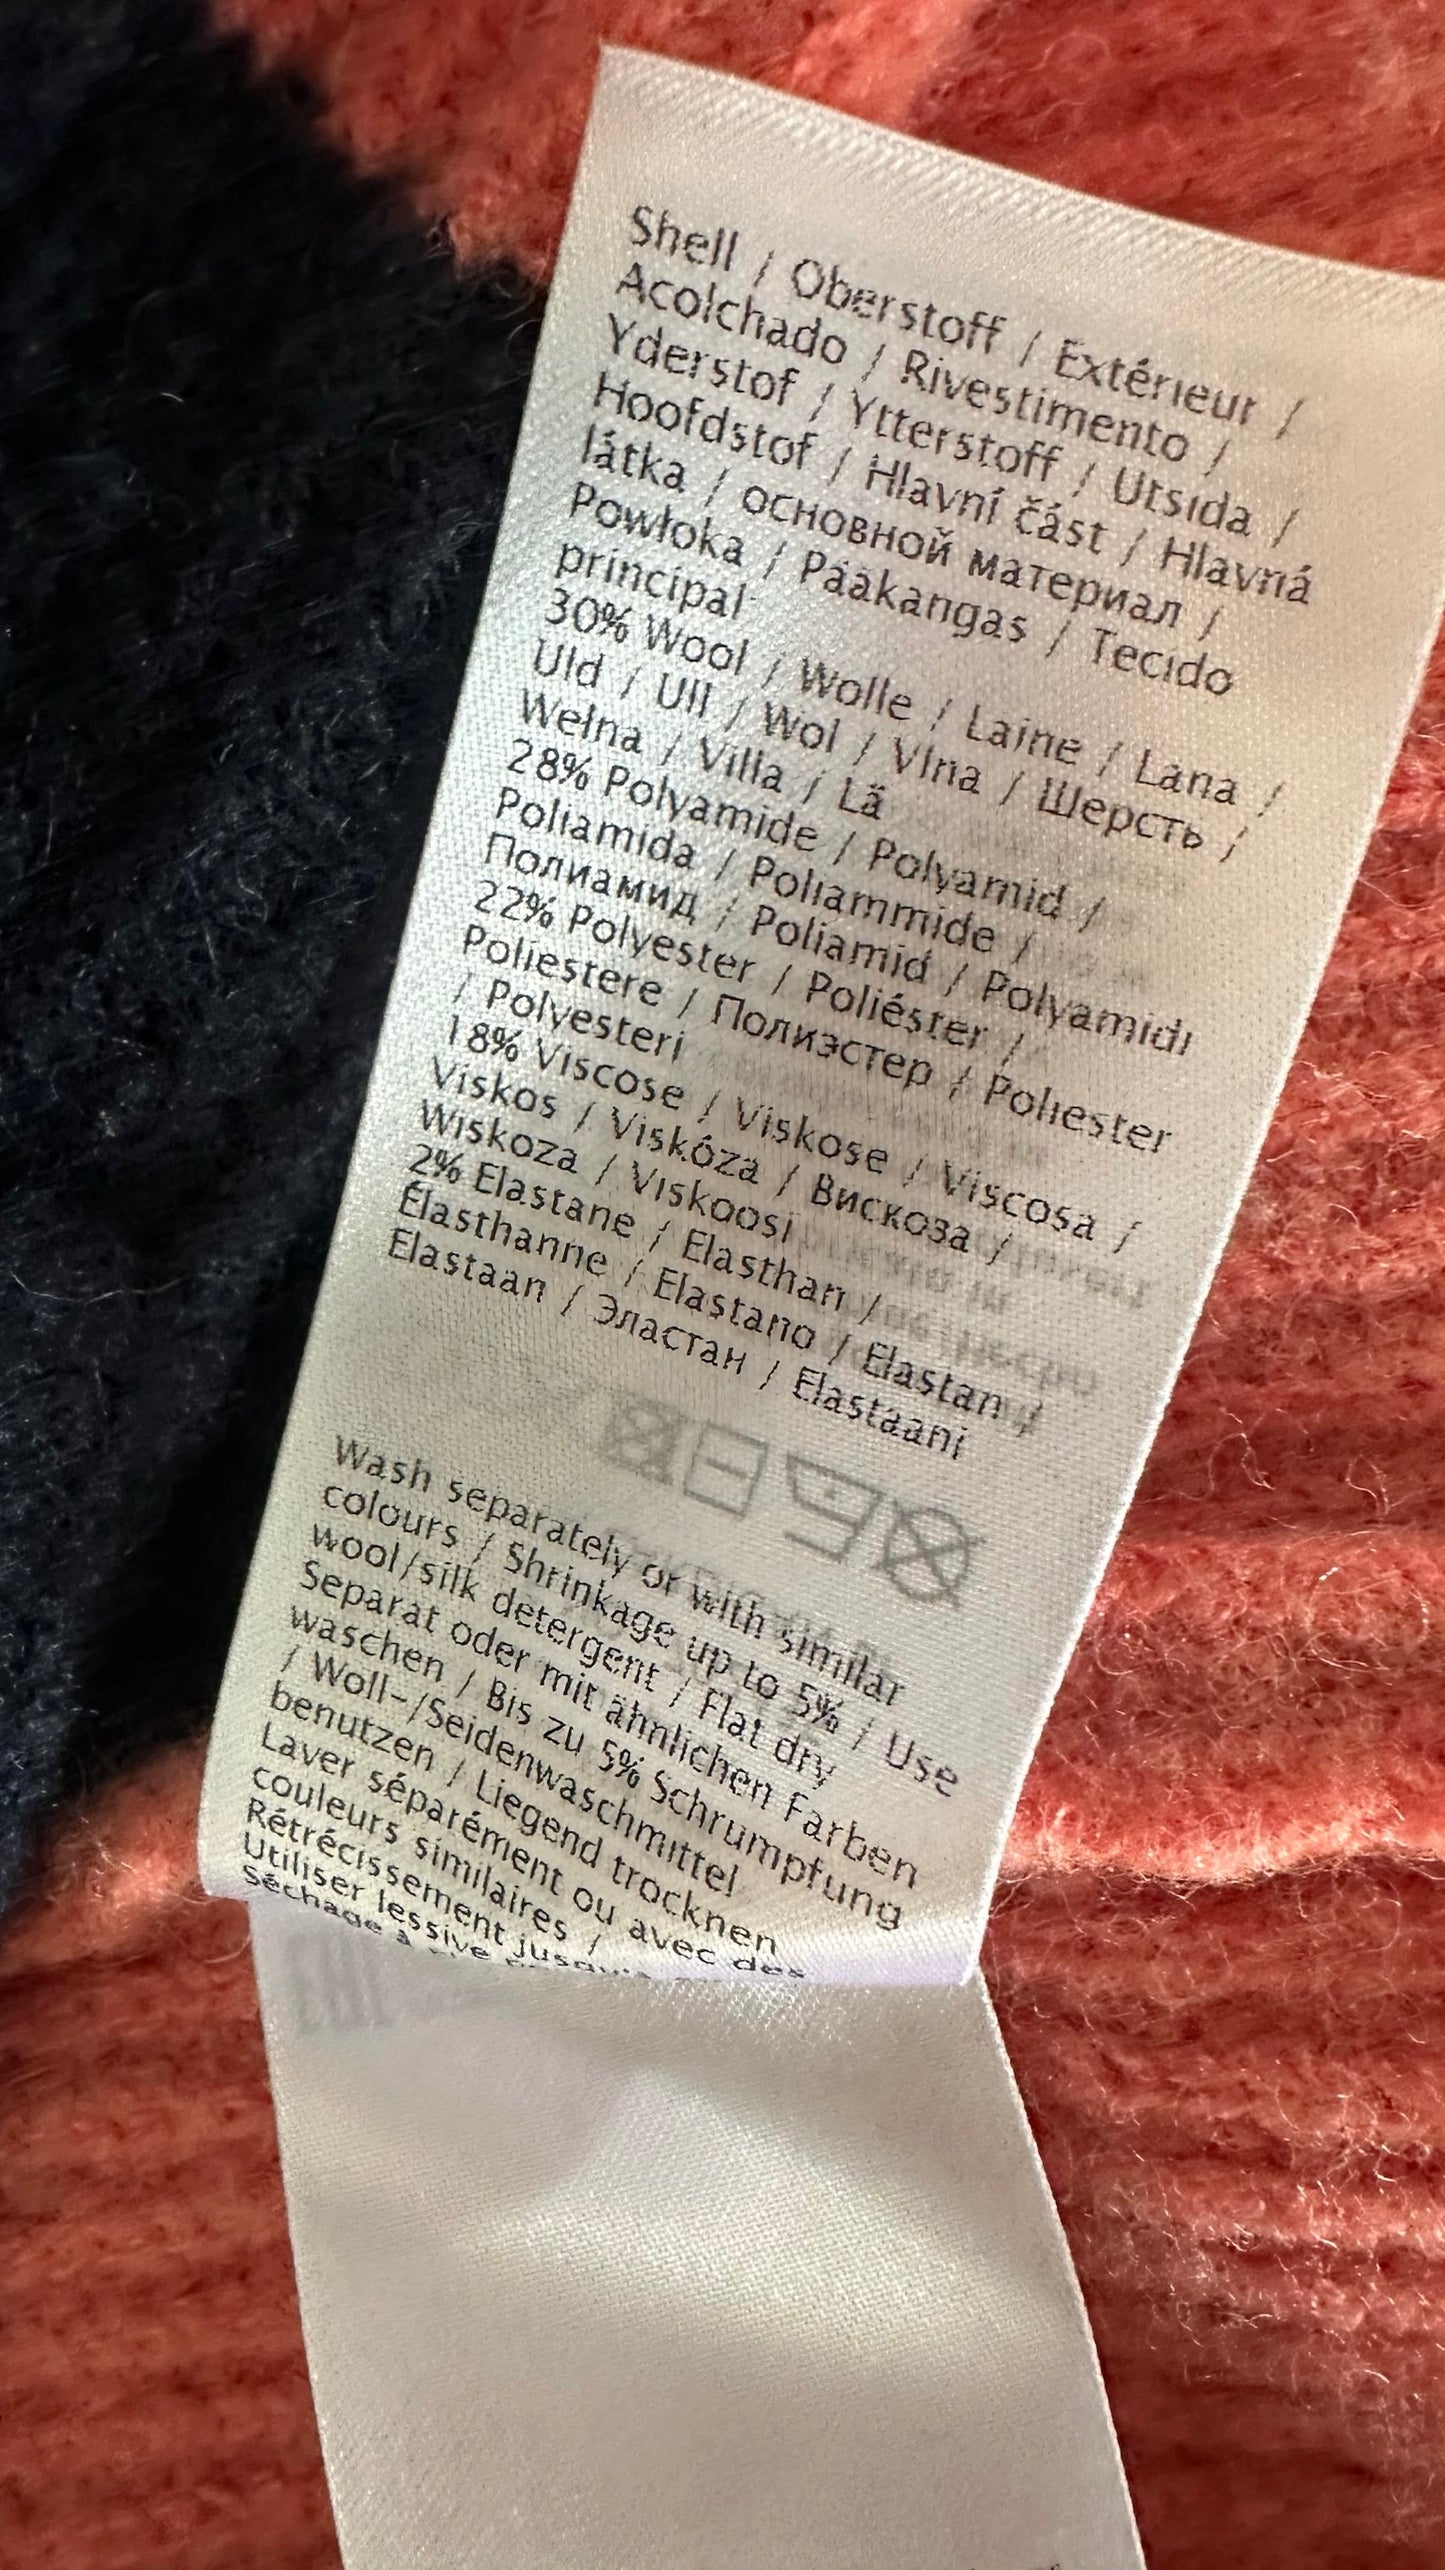 Shell / Oberstoff / Extérieur /
Acolchado / Rivestimento /
Yderstof / Ytterstoff / Utsida /
Hoofdstof / Hlavní část / Hlavná
látka / основной материал /
Powłoka / Pääkangas / Tecido
principal
30% Wool / Wolle / Laine / Lana /
Uld / Ull / Wol / Vlna / Шерсть /
Wełna / Villa / Lã
28% Polyamide / Polyamid /
Poliamida / Poliammide /
Полиамид / Poliamid / Polyamidi
22% Polyester / Poliéster /
Poliestere / Полиэстер / Poliester
/ Polyesteri
18% Viscose / Viskose / Viscosa /
Viskos / Viskóza / Вискоза /
Wiskoza / Viskoosi
2% Elastane / Elasthan /
Élasthanne / Elastano / Elastan /
Elastaan / Эластан / Elastaani
Wash separately or with similar
colours / Shrinkage up to 5% / Use
wool/silk detergent / Flat dry
Separat oder mit ähnlichen Farben
waschen / Bis zu 5% Schrumpfung
/ Woll-/Seidenwaschmittel
benutzen / Liegend trocknen
Laver séparément ou avec des
couleurs similaires /
Rétrécissement jusqu'à
Utiliser lessive
Séchage à